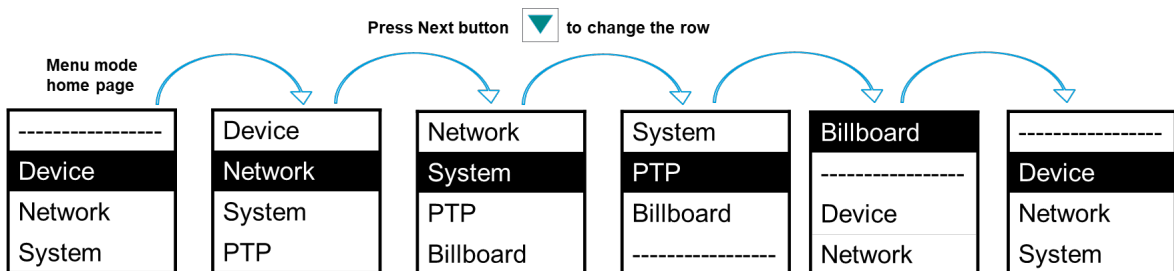 Press Next button to change the row
Menu mode
home page
-----------------
Device
Network
System
Device
Network
System
PTP
Network
System
PTP
Billboard
System
PTP
Billboard
-----------------
Billboard
-----------------
Device
Network
-----------------
Device
Network
System